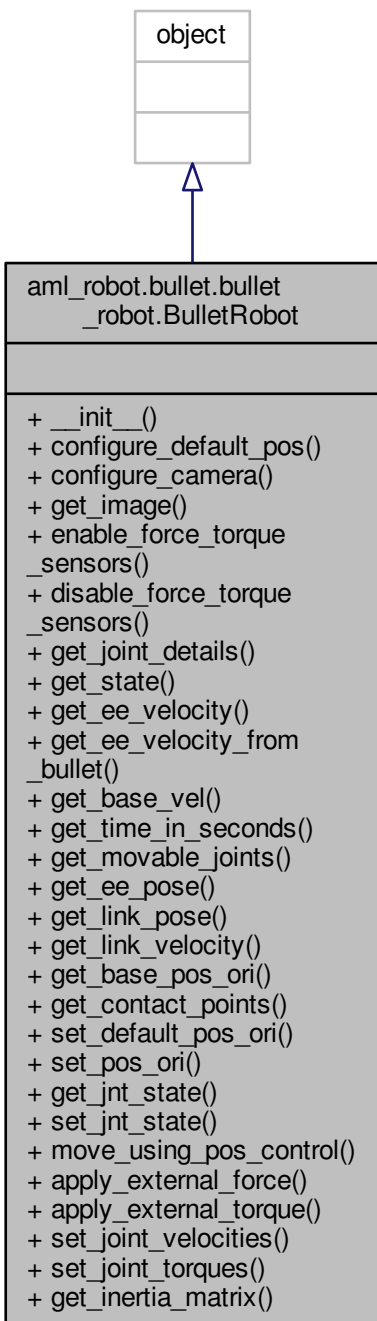 object
aml_robot.bullet.bullet
_robot.BulletRobot
+ __init__()
+ configure_default_pos()
+ configure_camera()
+ get_image()
+ enable_force_torque
_sensors()
+ disable_force_torque
_sensors()
+ get_joint_details()
+ get_state()
+ get_ee_velocity()
+ get_ee_velocity_from
_bullet()
+ get_base_vel()
+ get_time_in_seconds()
+ get_movable_joints()
+ get_ee_pose()
+ get_link_pose()
+ get_link_velocity()
+ get_base_pos_ori()
+ get_contact_points()
+ set_default_pos_ori()
+ set_pos_ori()
+ get_jnt_state()
+ set_jnt_state()
+ move_using_pos_control()
+ apply_external_force()
+ apply_external_torque()
+ set_joint_velocities()
+ set_joint_torques()
+ get_inertia_matrix()